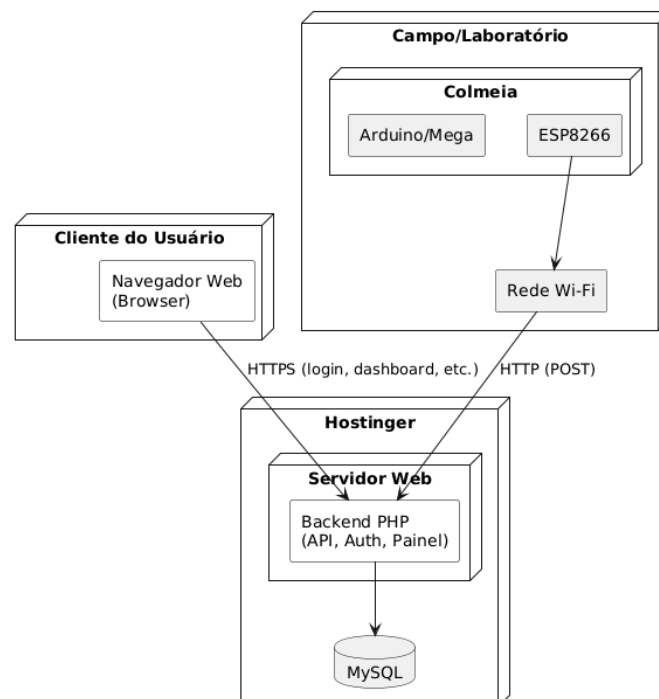 Campo/Laboratório
Colmeia
Arduino/Mega
ESP8266
Cliente do Usuário
Navegador Web
(Browser)
Rede Wi-Fi
HTTPS (login, dashboard, etc.)
HTTP (POST)
Hostinger
Servidor Web
Backend PHP
(API, Auth, Painel)
MySQL